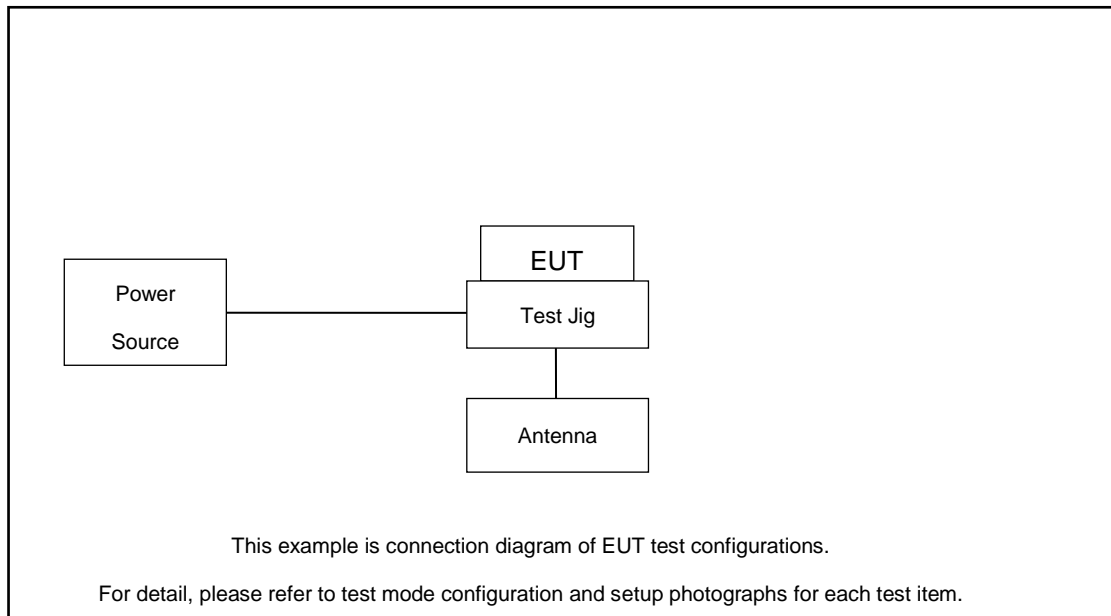 EUT
Power
Source
Test Jig
Antenna
This example is connection diagram of EUT test configurations.
For detail, please refer to test mode configuration and setup photographs for each test item.